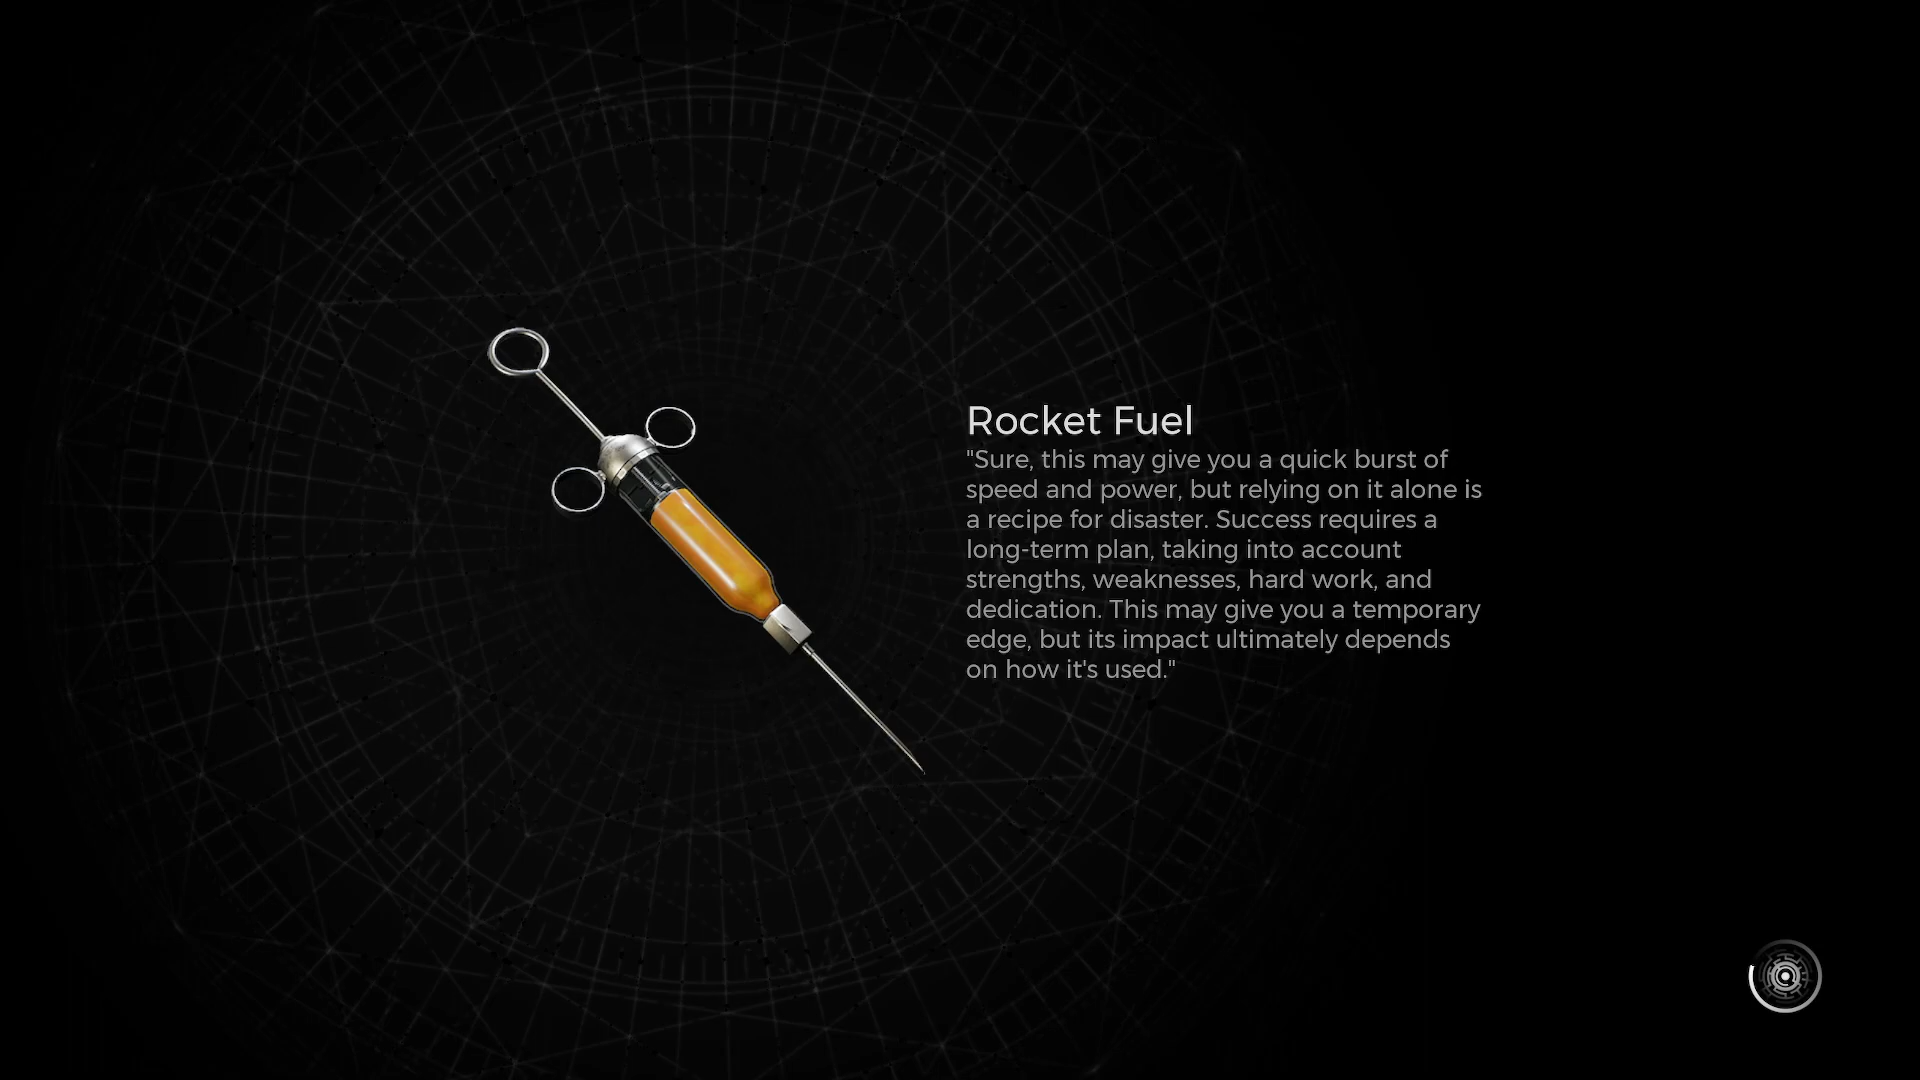 Rocket Fuel
"Sure, this may give you a quick burst of
speed and power, but relying on it alone is
a recipe for disaster. Success requires a
long-term plan, taking into account
strengths, weaknesses, hard work, and
dedication. This may give you a temporary
edge, but its impact ultimately depends
on how it's used."